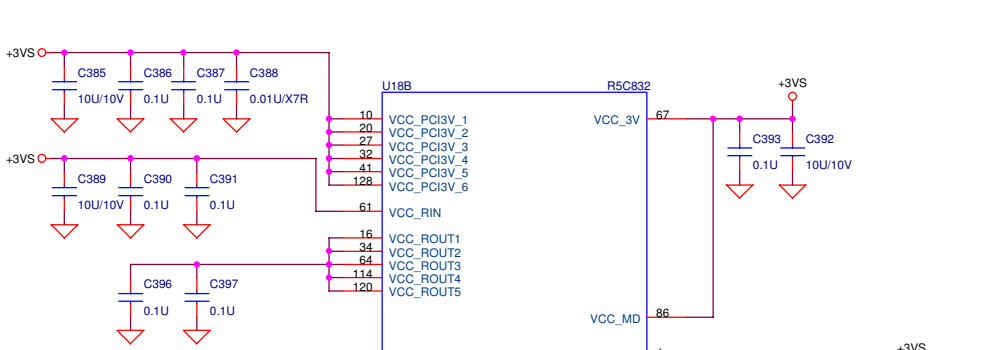 +3VS
C385
C386
C387
C388
10U/10V
0.1U
0.1U
0.01U/X7R
U18B
R5C832
+3VS
10
VCC_PCI3V_1
20
VCC_PCI3V_2
27
VCC_PCI3V_3
32
VCC_PCI3V_4
41
VCC_PCI3V_5
128
VCC_PCI3V_6
VCC_3V
67
C393
C392
0.1U
10U/10V
+3VS
C389
C390
C391
10U/10V
0.1U
0.1U
61
VCC_RIN
16
VCC_ROUT1
34
VCC_ROUT2
64
VCC_ROUT3
114
VCC_ROUT4
120
VCC_ROUT5
C396
C397
0.1U
0.1U
VCC_MD
86
+3VS